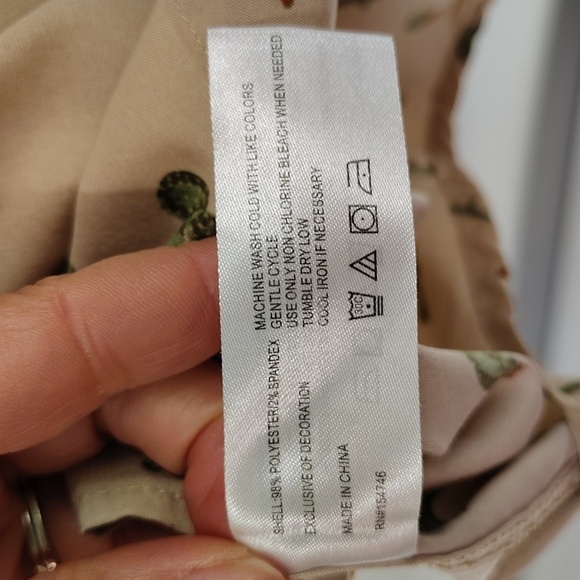 MACHINE WASH COLD WITH LIKE COLORS
GENTLE CYCLE
USE ONLY NON CHLORINE BLEACH WHEN NEEDED
TUMBLE DRY LOW
COOL IRON IF NECESSARY
30C
SHELL:98% POLYESTER/2% SPANDEX
EXCLUSIVE OF DECORATION
MADE IN CHINA
RN#154746